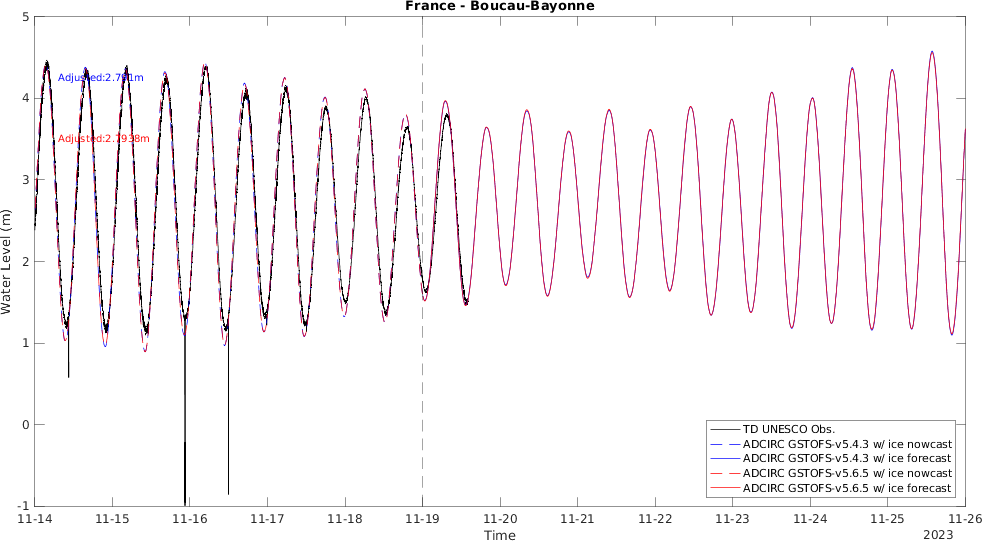 France - Boucau-Bayonne
5
4
3
2
1
0
-1
Water Level (m)
Adjusted:2.7938m
11-14 11-15 11-16 11-17 11-18 11-19 11-20 11-21 11-22 11-23 11-24 11-25 11-26
Time
2023
TD UNESCO Obs.
ADCIRC GSTOFS-v5.4.3 w/ ice nowcast
ADCIRC GSTOFS-v5.4.3 w/ ice forecast
ADCIRC GSTOFS-v5.6.5 w/ ice nowcast
ADCIRC GSTOFS-v5.6.5 w/ ice forecast